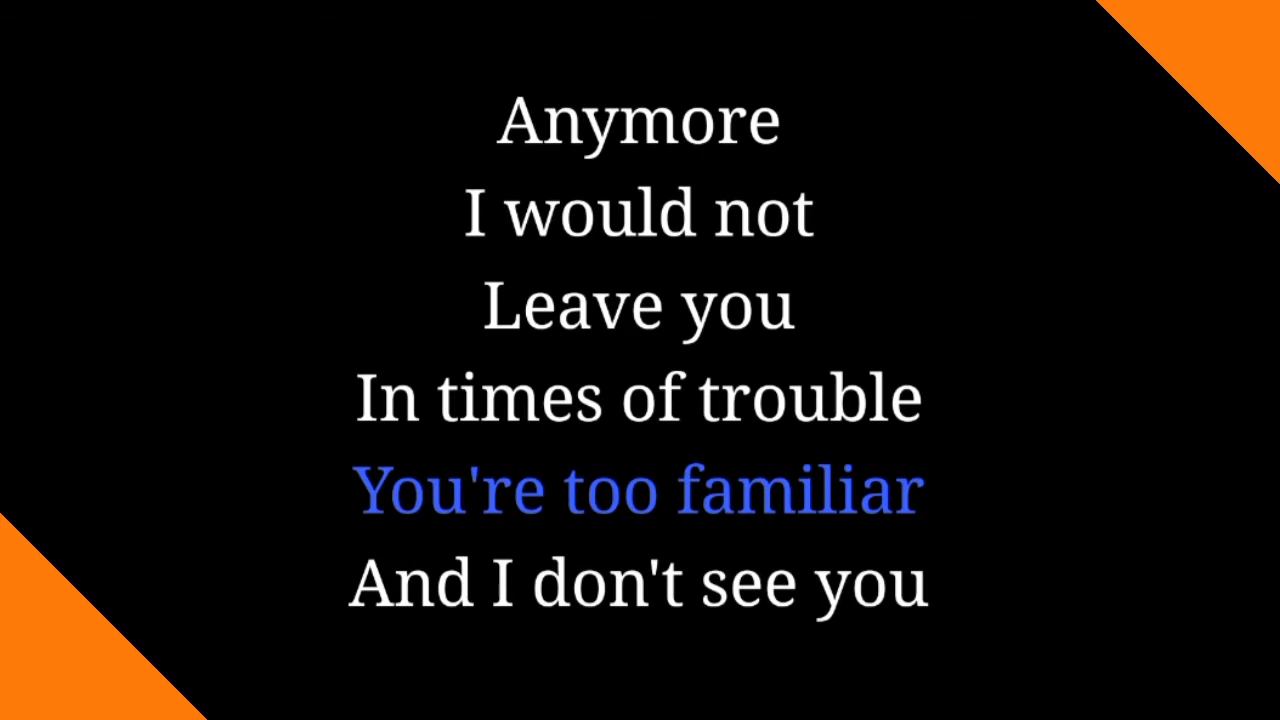 Anymore
I would not
Leave you
In times of trouble
You're too familiar
And I don't see you